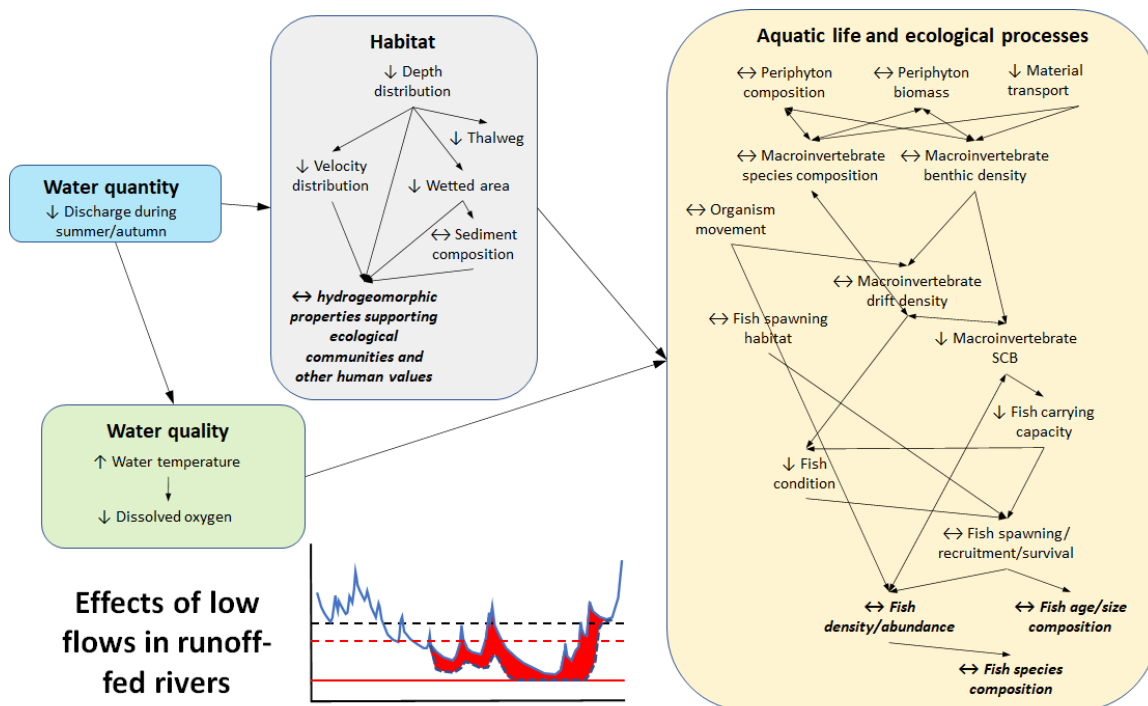 Water quantity
↓ Discharge during
summer/autumn
Habitat
↓ Depth
distribution
↓ Thalweg
↓ Velocity
distribution
↓ Wetted area
↔ Sediment
composition
↔ hydrogeomorphic
properties supporting
ecological
communities and
other human values
Water quality
↑ Water temperature
↓ Dissolved oxygen
Aquatic life and ecological processes
↔ Periphyton
composition
↔ Periphyton
biomass
↓ Material
transport
↔ Macroinvertebrate
species composition
↔ Macroinvertebrate
benthic density
↔ Organism
movement
↔ Macroinvertebrate
drift density
↔ Fish spawning
habitat
↓ Macroinvertebrate
SCB
↓ Fish carrying
capacity
↓ Fish
condition
↔ Fish spawning/
recruitment/survival
↔ Fish
density/abundance
↔ Fish age/size
composition
↔ Fish species
composition
Effects of low
flows in runoff-
fed rivers